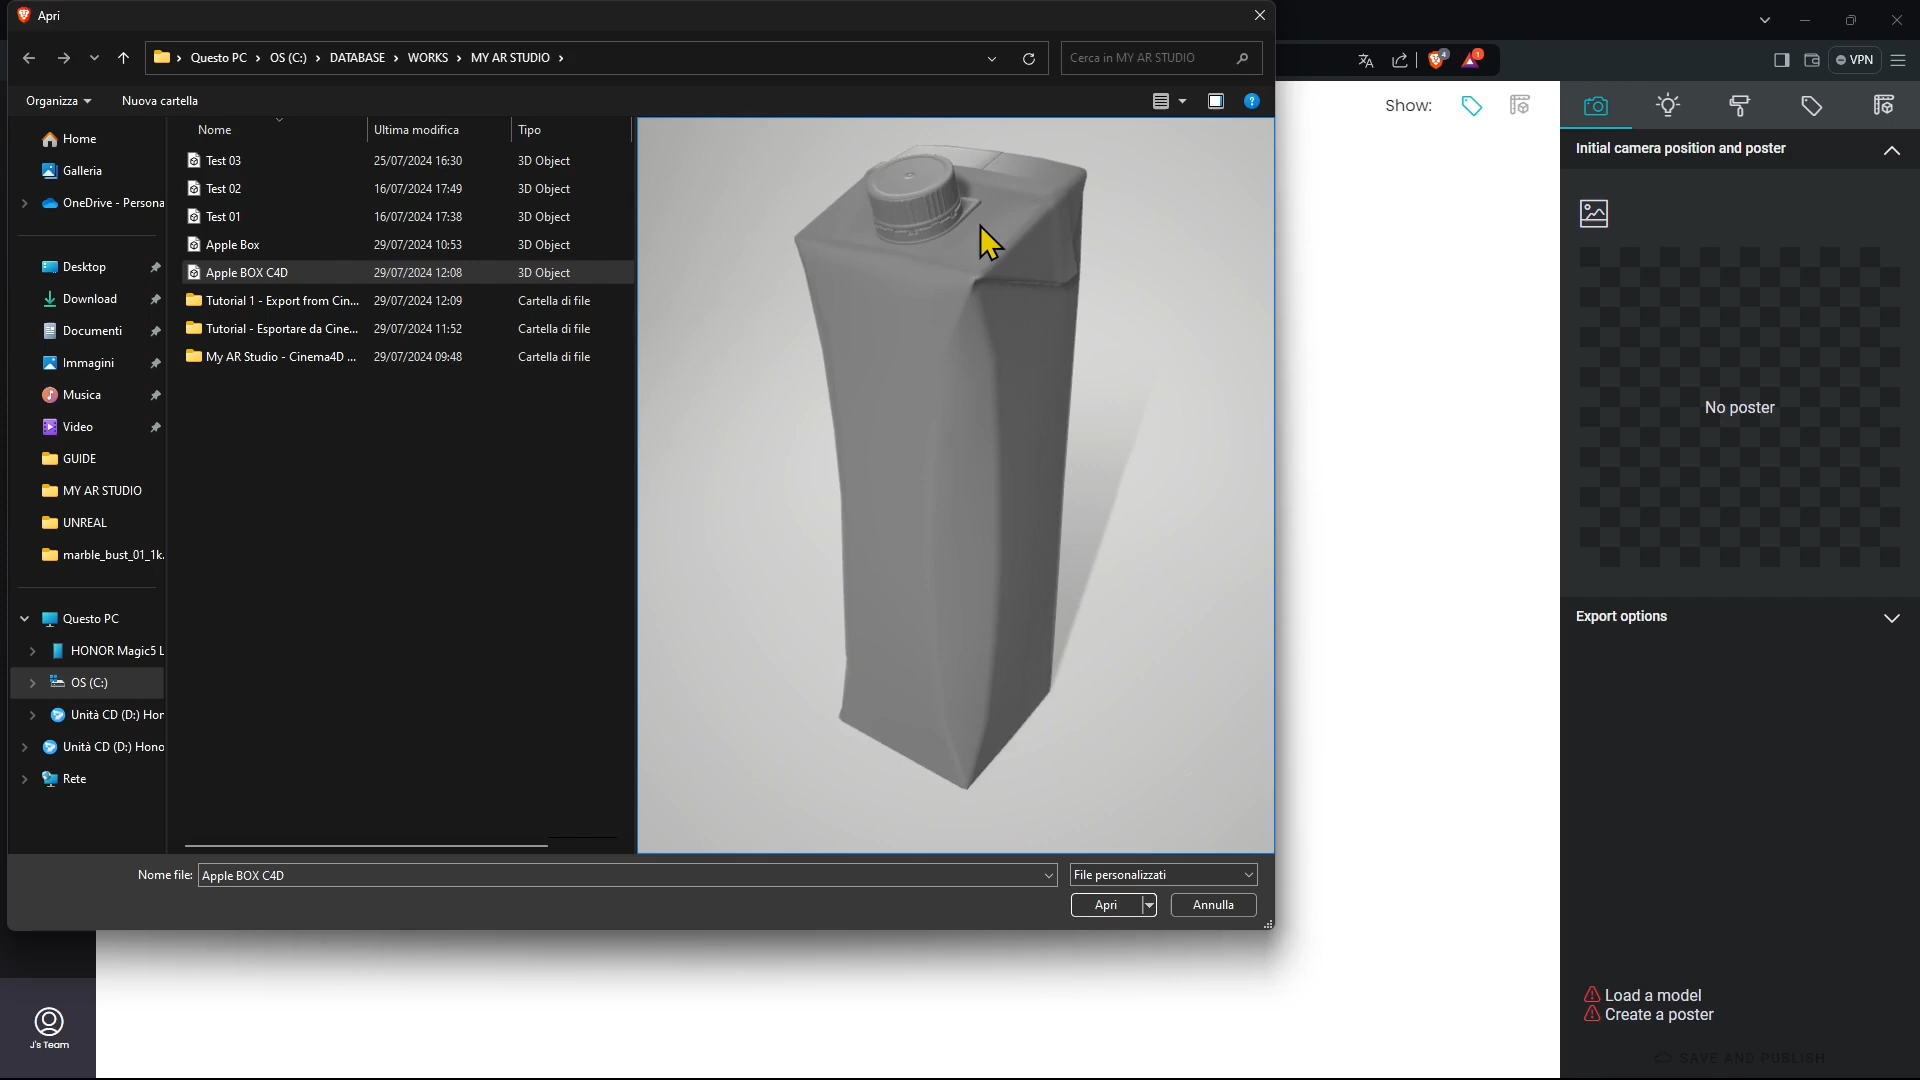 Apri
Questo PC > OS (C:) > DATABASE > WORKS > MY AR STUDIO >
Cerca in MY AR STUDIO
4
1
VPN
Organizza
Nuova cartella
Show:
Nome
Ultima modifica
Tipo
Home
Galleria
OneDrive - Persona
Desktop
Download
Documenti
Immagini
Musica
Video
GUIDE
MY AR STUDIO
UNREAL
marble_bust_01_1k.
Questo PC
HONOR Magic5 L
OS (C:)
Unità CD (D:) Hor
Unità CD (D:) Hono
Rete
Test 03 25/07/2024 16:30 3D Object
Test 02 16/07/2024 17:49 3D Object
Test 01 16/07/2024 17:38 3D Object
Apple Box 29/07/2024 10:53 3D Object
Apple BOX C4D 29/07/2024 12:08 3D Object
Tutorial 1 - Export from Cin... 29/07/2024 12:09 Cartella di file
Tutorial - Esportare da Cine... 29/07/2024 11:52 Cartella di file
My AR Studio - Cinema4D ... 29/07/2024 09:48 Cartella di file
Nome file: Apple BOX C4D
File personalizzati
Apri
Annulla
J's Team
Initial camera position and poster
No poster
Export options
Load a model
Create a poster
SAVE AND PUBLISH